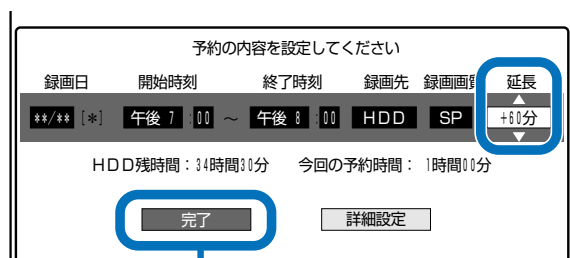 予約の内容を設定してください
録画日 開始時刻 終了時刻 録画先 録画画質 延長
**/** [*] 午後 7:00 ～ 午後 8:00 HDD SP +60分
HDD残時間：34時間30分 今回の予約時間： 1時間00分
完了 詳細設定